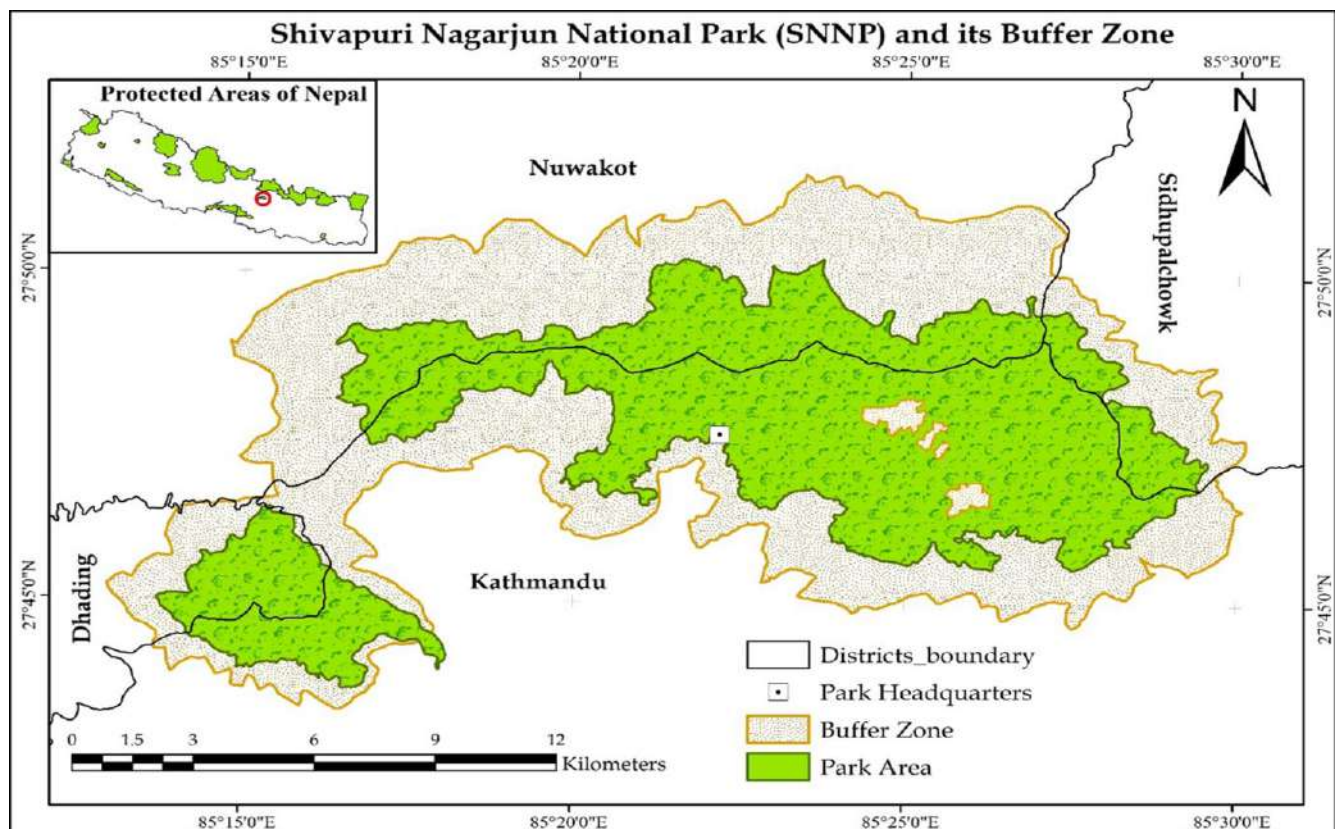 Shivapuri Nagarjun National Park (SNNP) and its Buffer Zone
85°15'0"E
85°20'0"E
85°25'0"E
85°30'0"E
Protected Areas of Nepal
N
Nuwakot
Sidhupalchowk
27°50'0"N
27°50'0"N
Dhading
Kathmandu
27°45'0"N
27°45'0"N
Districts_boundary
Park Headquarters
Buffer Zone
Park Area
0 1.5 3 6 9 12
Kilometers
85°15'0"E
85°20'0"E
85°25'0"E
85°30'0"E